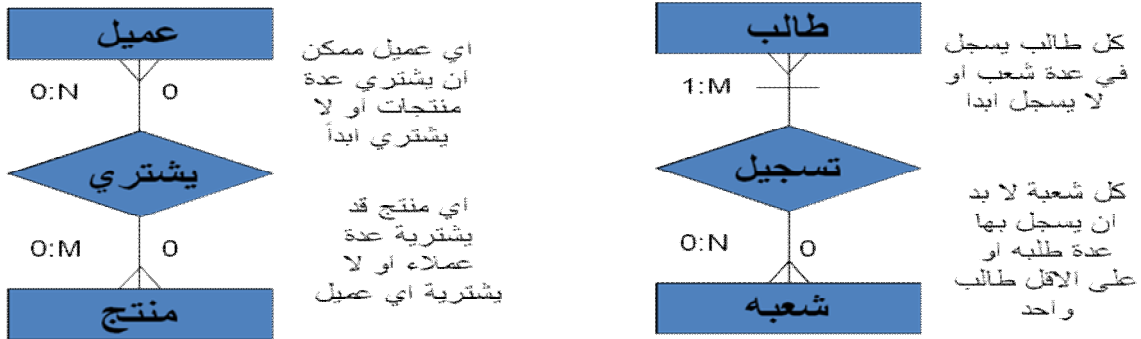 عميل
0:N 0
يشتري
0:M 0
منتج
اي عميل ممكن
ان يشتري عدة
منتجات او لا
يشتري ابداً
اي منتج قد
يشترية عدة
عملاء او لا
يشترية اي عميل
طالب
1:M
تسجيل
0:N 0
شعبه
كل طالب يسجل
في عدة شعب او
لا يسجل ابدا
كل شعبة لا بد
ان يسجل بها
عدة طلبه او
على الاقل طالب
واحد